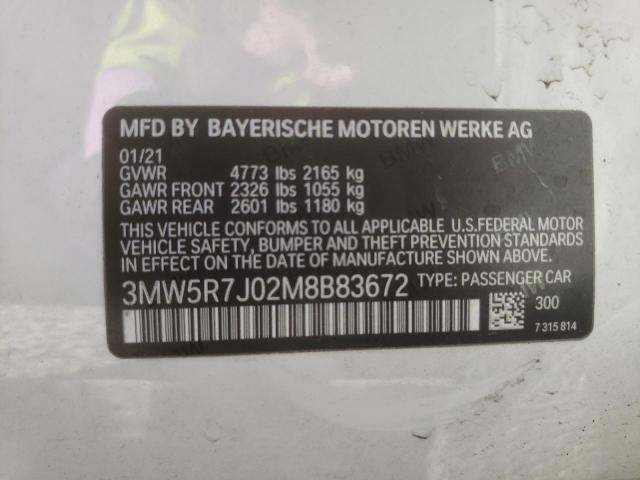 MFD BY BAYERISCHE MOTOREN WERKE AG
01/21
GVWR 4773 lbs 2165 kg
GAWR FRONT 2326 lbs 1055 kg
GAWR REAR 2601 lbs 1180 kg
THIS VEHICLE CONFORMS TO ALL APPLICABLE U.S.FEDERAL MOTOR
VEHICLE SAFETY, BUMPER AND THEFT PREVENTION STANDARDS
IN EFFECT ON THE DATE OF MANUFACTURE SHOWN ABOVE.
3MW5R7J02M8B83672 TYPE: PASSENGER CAR
300
7 315 814